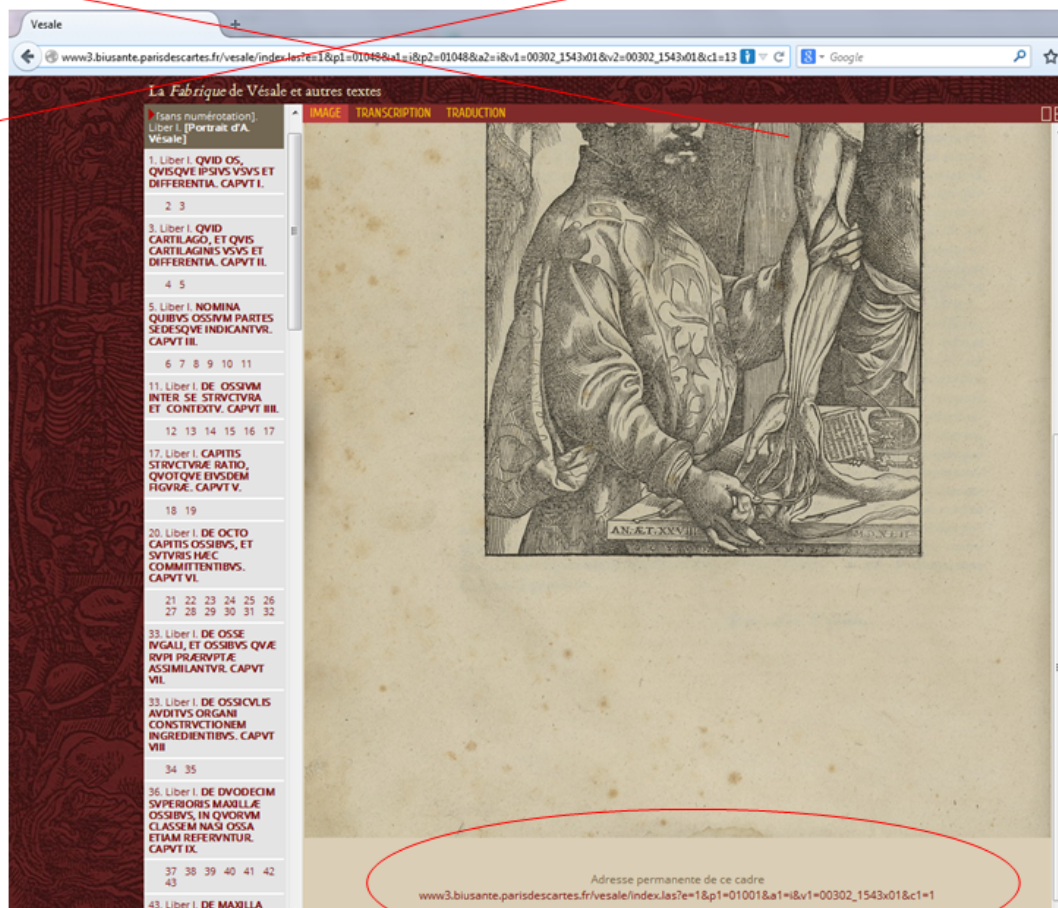 Vesale
www3.biusante.parisdescartes.fr/vesale/index.las?e=1&p1=01048&a1=i&p2=01048&a2=i&v1=00302_1543x01&v2=00302_1543x01&c1=13
Google
La Fabrique de Vésale et autres textes
[sans numérotation].
Liber I. [Portrait d'A.
Vésale]
1. Liber I. QVID OS,
QVISQVE IPSIVS VSVS ET
DIFFERENTIA. CAPVT I.
2 3
3. Liber I. QVID
CARTILAGO, ET QVIS
CARTILAGINIS VSVS ET
DIFFERENTIA. CAPVT II.
4 5
5. Liber I. NOMINA
QUIBVS OSSIVM PARTES
SEDESQVE INDICANTVR.
CAPVT III.
6 7 8 9 10 11
11. Liber I. DE OSSIVM
INTER SE STRVCTVRA
ET CONTEXTV. CAPVT IIII.
12 13 14 15 16 17
17. Liber I. CAPITIS
STRVCTVRÆ RATIO,
QVOTQVE EIVSDEM
FIGVRÆ. CAPVT V.
18 19
20. Liber I. DE OCTO
CAPITIS OSSIBVS, ET
SVTVRIS HÆC
COMMITTENTIBVS.
CAPVT VI.
21 22 23 24 25 26
27 28 29 30 31 32
33. Liber I. DE OSSE
IVGALI, ET OSSIBVS QVÆ
RVPI PRÆRVPTÆ
ASSIMILANTVR. CAPVT
VII.
33. Liber I. DE OSSICVLIS
AVDITVS ORGANI
CONSTRVCTIONEM
INGREDIENTIBVS. CAPVT
VIII
34 35
36. Liber I. DE DVODECIM
SVPERIORIS MAXILLÆ
OSSIBVS, IN QVORVM
CLASSEM NASI OSSA
ETIAM REFERVNTVR.
CAPVT IX.
37 38 39 40 41 42
43
43. Liber I. DE MAXILLA
IMAGE TRANSCRIPTION TRADUCTION
AN. ÆT. XXVIII
M.D.XLII
Adresse permanente de ce cadre
www3.biusante.parisdescartes.fr/vesale/index.las?e=1&p1=01001&a1=i&v1=00302_1543x01&c1=1